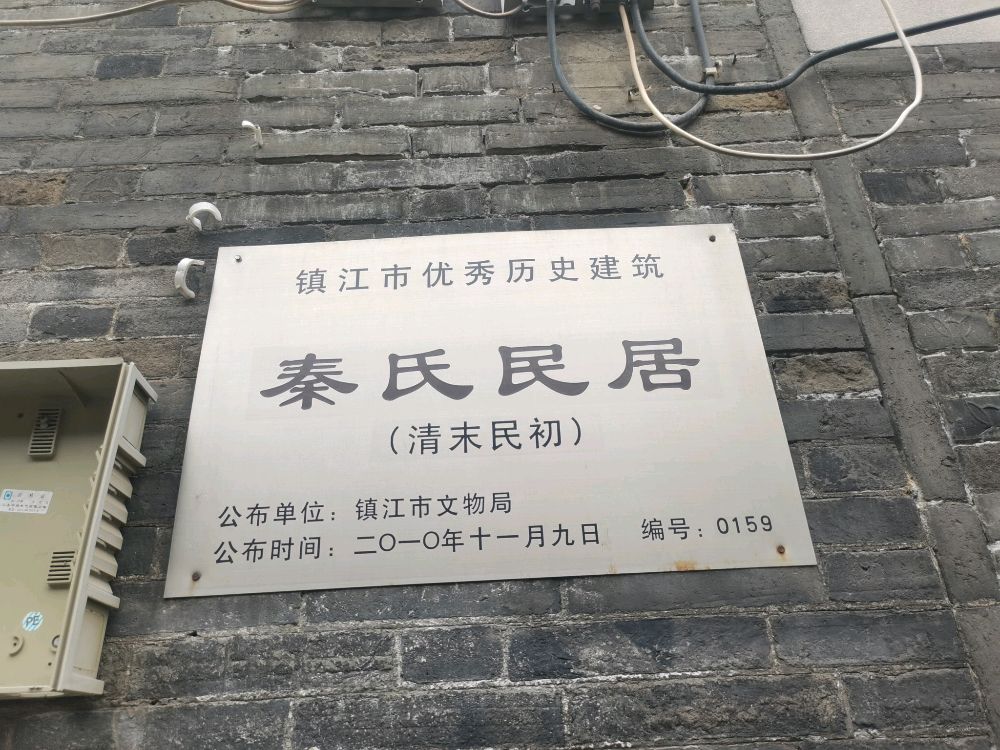 镇江市优秀历史建筑
秦氏民居
（清末民初）
公布单位：镇江市文物局
公布时间：二〇一〇年十一月九日 编号：0159
PE